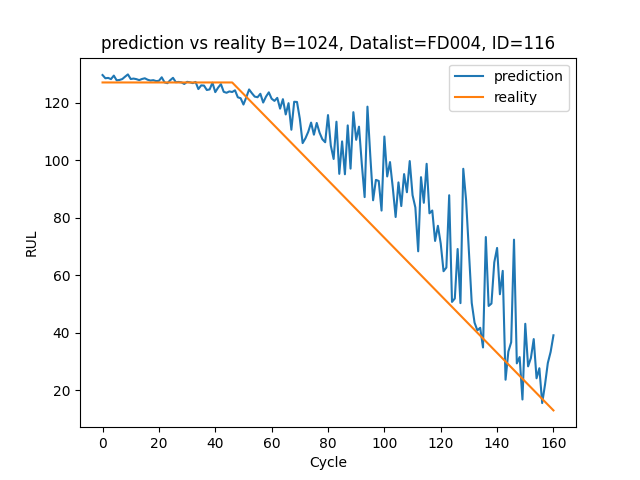 prediction vs reality B=1024, Datalist=FD004, ID=116
prediction
reality
RUL
120
100
80
60
40
20
0 20 40 60 80 100 120 140 160
Cycle